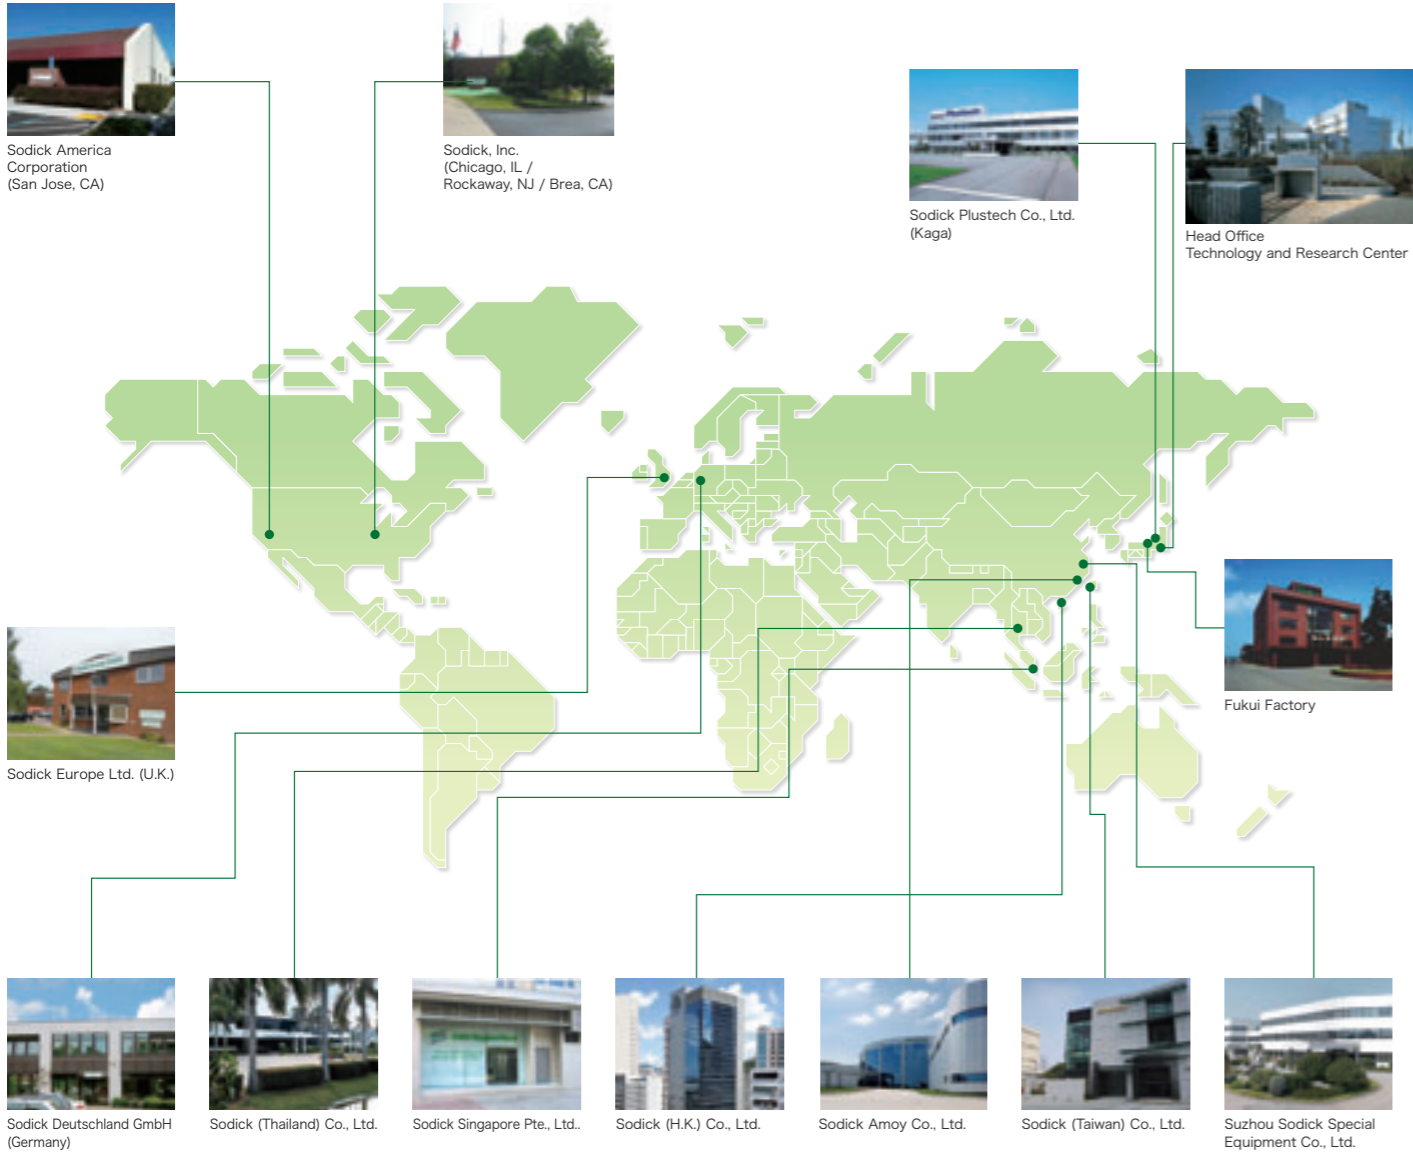 Sodick America
Corporation
(San Jose, CA)
Sodick, Inc.
(Chicago, IL /
Rockaway, NJ / Brea, CA)
Sodick Plustech Co., Ltd.
(Kaga)
Head Office
Technology and Research Center
Fukui Factory
Sodick Europe Ltd. (U.K.)
Sodick Deutschland GmbH
(Germany)
Sodick (Thailand) Co., Ltd.
Sodick Singapore Pte., Ltd..
Sodick (H.K.) Co., Ltd.
Sodick Amoy Co., Ltd.
Sodick (Taiwan) Co., Ltd.
Suzhou Sodick Special
Equipment Co., Ltd.